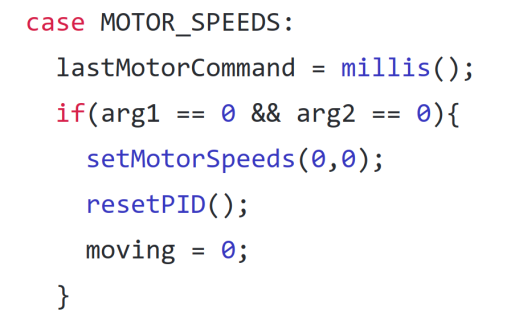 case MOTOR_SPEEDS:
  lastMotorCommand = millis();
  if(arg1 == 0 && arg2 == 0){
    setMotorSpeeds(0,0);
    resetPID();
    moving = 0;
  }